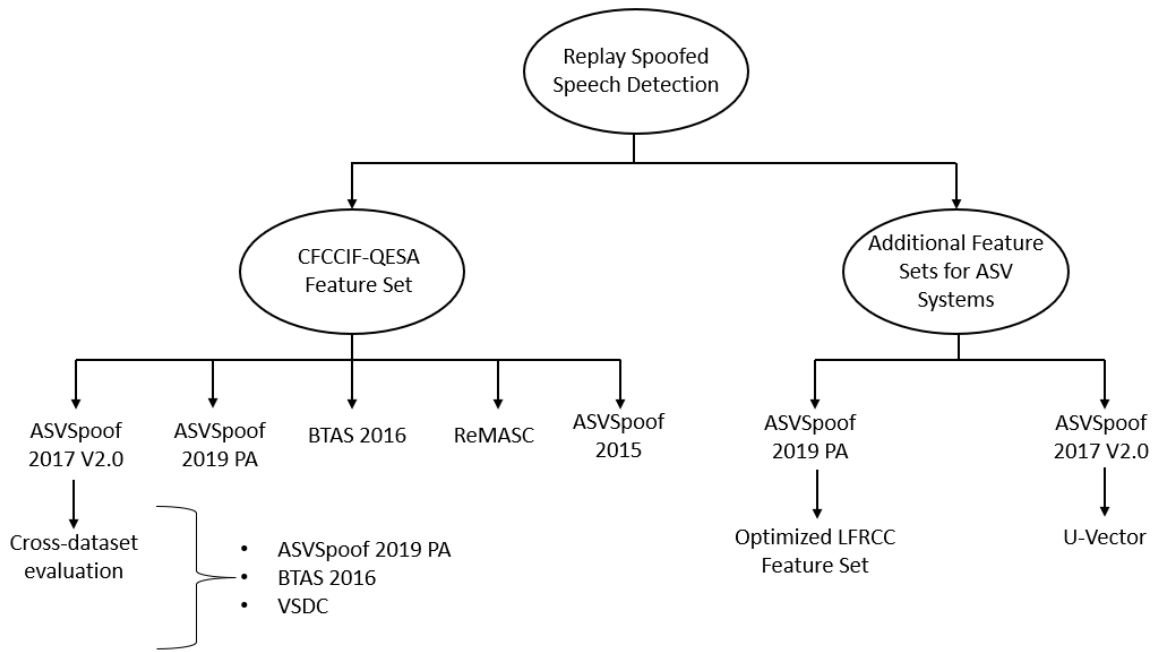 Replay Spoofed
Speech Detection
CFCCIF-QESA
Feature Set
Additional Feature
Sets for ASV
Systems
ASVSpoof
2017 V2.0
ASVSpoof
2019 PA
BTAS 2016
ReMASC
ASVSpoof
2015
ASVSpoof
2019 PA
ASVSpoof
2017 V2.0
Cross-dataset
evaluation
• ASVSpoof 2019 PA
• BTAS 2016
• VSDC
Optimized LFRCC
Feature Set
U-Vector